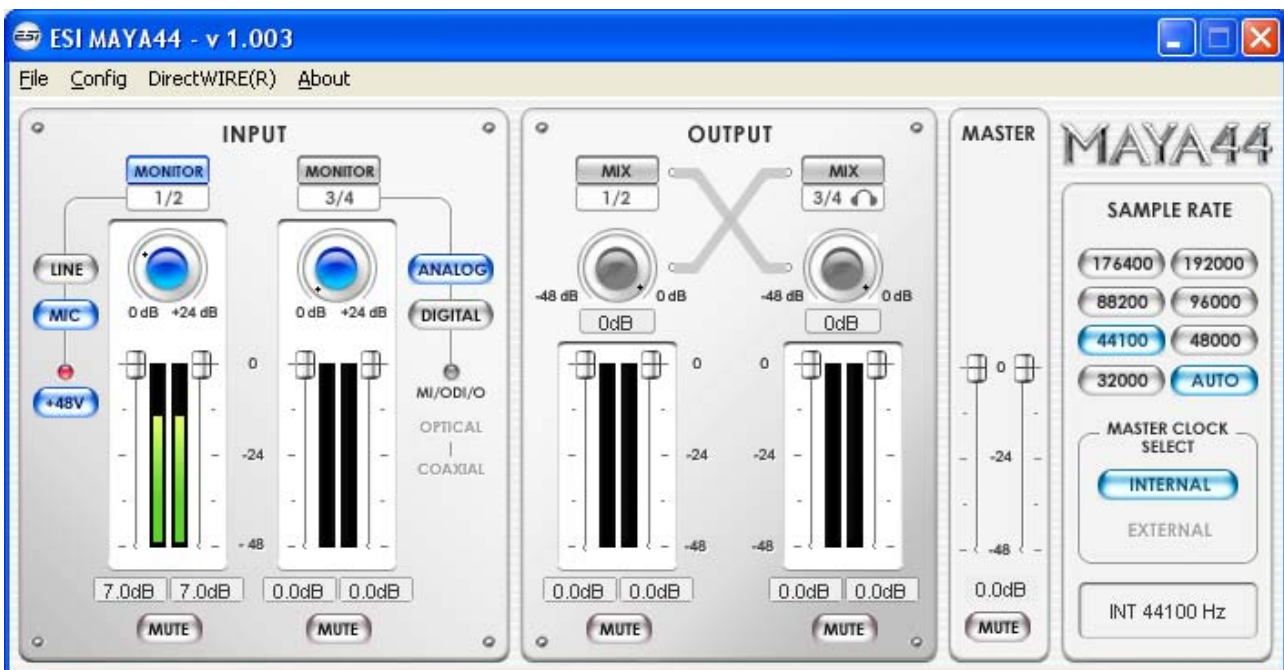 ESI MAYA44 - v 1.003
File Config DirectWIRE(R) About
INPUT
MONITOR
1/2
MONITOR
3/4
LINE
MIC
+48V
0 dB +24 dB
0 dB +24 dB
ANALOG
DIGITAL
MI/ODI/O
OPTICAL
COAXIAL
0
-24
- 48
7.0dB 7.0dB
0.0dB 0.0dB
MUTE
MUTE
OUTPUT
MIX
1/2
MIX
3/4
-48 dB 0 dB
-48 dB 0 dB
0dB
0dB
0 0
-24 -24
-48 -48
0.0dB 0.0dB
0.0dB 0.0dB
MUTE
MUTE
MASTER
0
-24
-48
0.0dB
MUTE
MAYA44
SAMPLE RATE
176400 192000
88200 96000
44100 48000
32000 AUTO
MASTER CLOCK
SELECT
INTERNAL
EXTERNAL
INT 44100 Hz